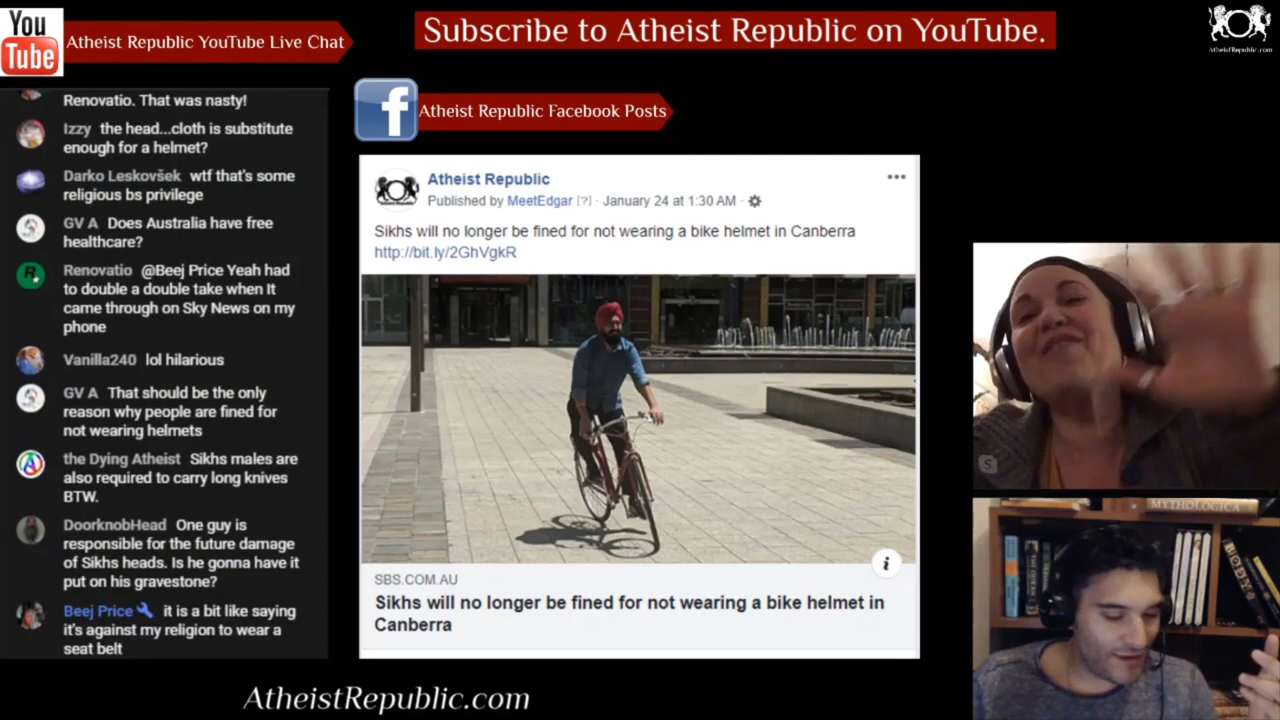 You
Tube
Atheist Republic YouTube Live Chat
Subscribe to Atheist Republic on YouTube.
AtheistRepublic.com
Renovatio. That was nasty!
Izzy the head...cloth is substitute
enough for a helmet?
Darko Leskovšek wtf that's some
religious bs privilege
GV A Does Australia have free
healthcare?
Renovatio @Beej Price Yeah had
to double a double take when It
came through on Sky News on my
phone
Vanilla240 lol hilarious
GV A That should be the only
reason why people are fined for
not wearing helmets
the Dying Atheist Sikhs males are
also required to carry long knives
BTW.
DoorknobHead One guy is
responsible for the future damage
of Sikhs heads. Is he gonna have it
put on his gravestone?
Beej Price it is a bit like saying
it's against my religion to wear a
seat belt
f
Atheist Republic Facebook Posts
Atheist Republic
Published by MeetEdgar [?] · January 24 at 1:30 AM ·
Sikhs will no longer be fined for not wearing a bike helmet in Canberra
http://bit.ly/2GhVgkR
i
SBS.COM.AU
Sikhs will no longer be fined for not wearing a bike helmet in
Canberra
S
MYTHOLOGICA
AtheistRepublic.com